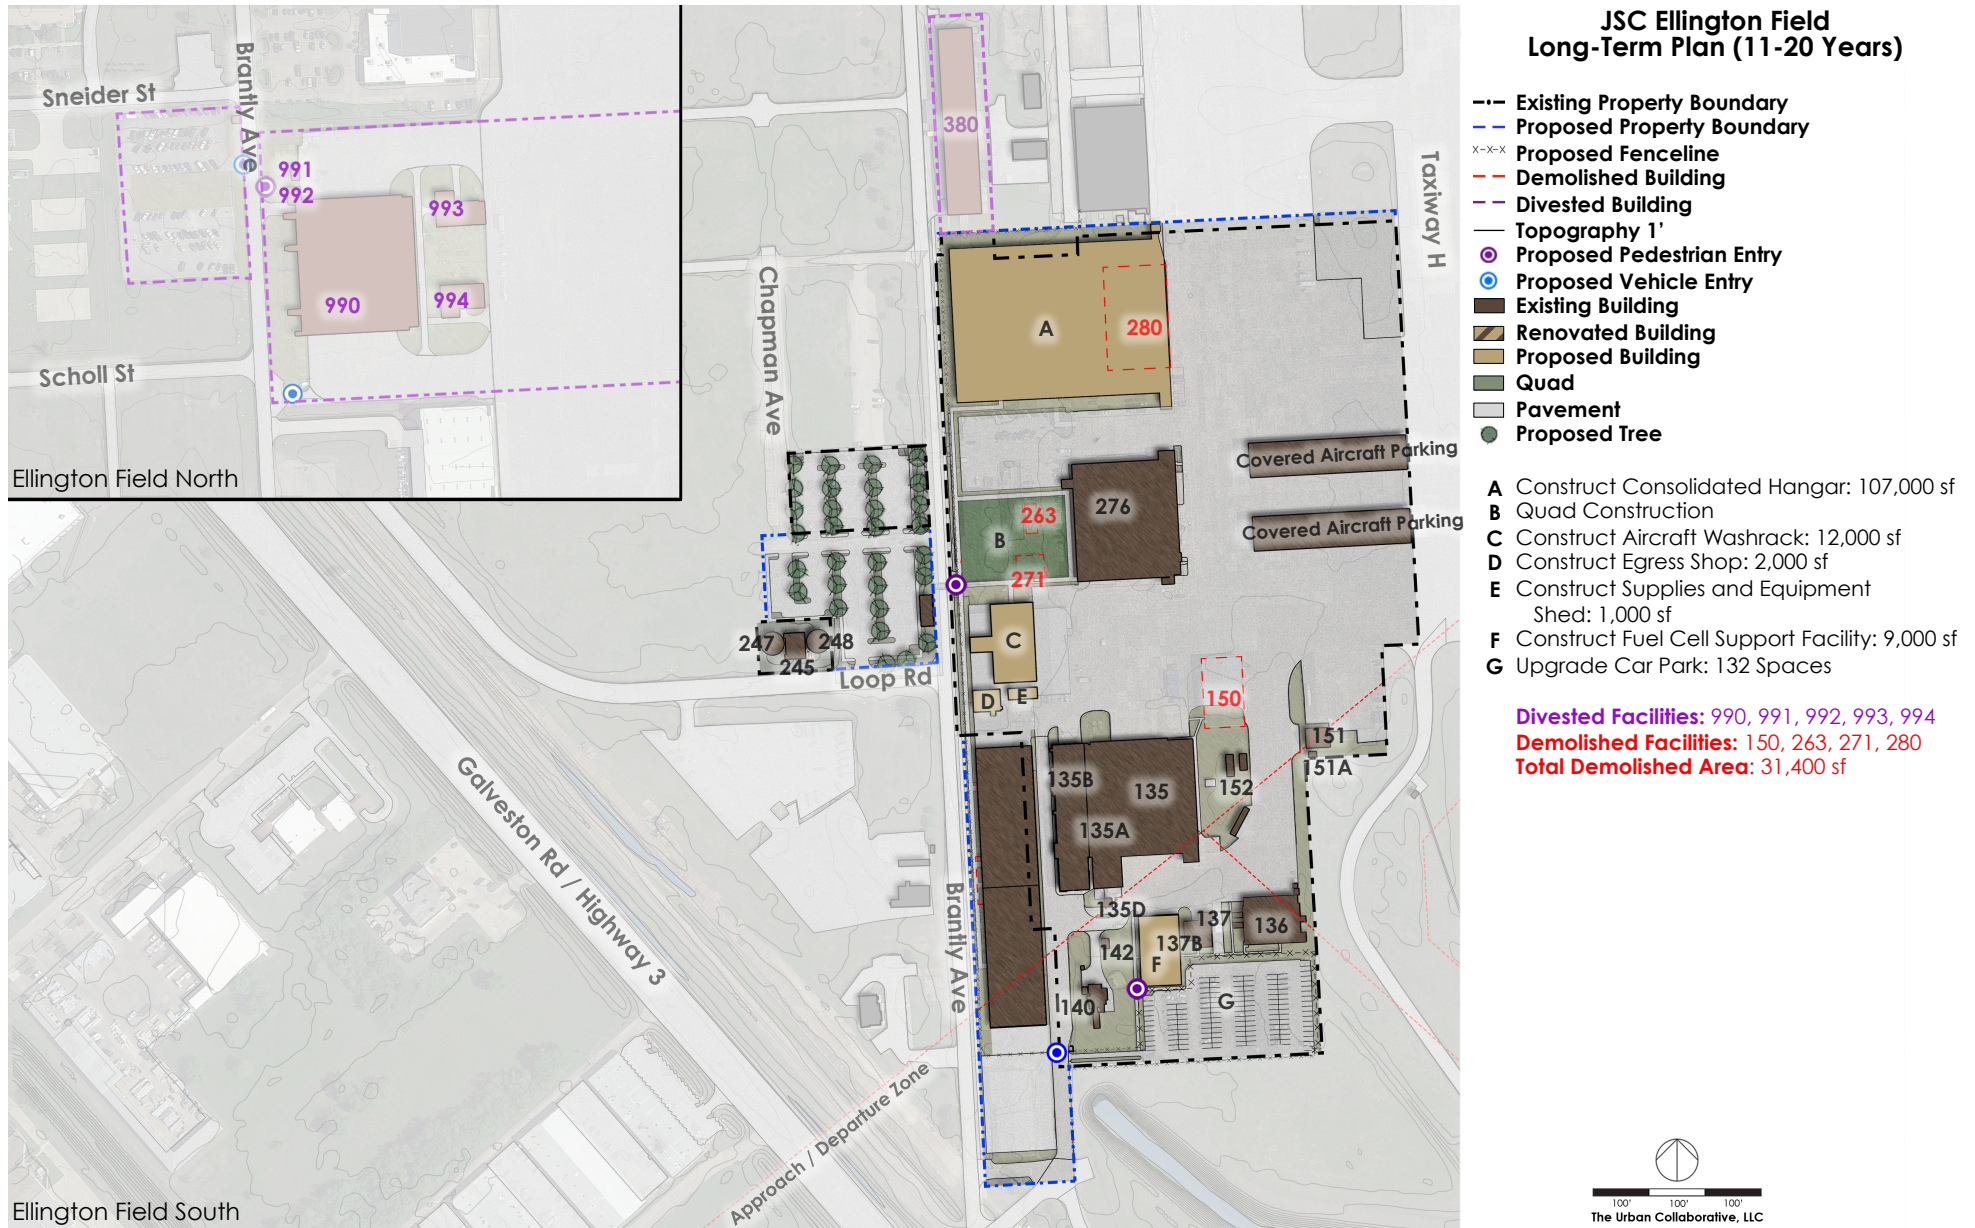 JSC Ellington Field
Long-Term Plan (11-20 Years)
Existing Property Boundary
Proposed Property Boundary
x-x-x Proposed Fenceline
Demolished Building
Divested Building
Topography 1'
Proposed Pedestrian Entry
Proposed Vehicle Entry
Existing Building
Renovated Building
Proposed Building
Quad
Pavement
Proposed Tree
A Construct Consolidated Hangar: 107,000 sf
B Quad Construction
C Construct Aircraft Washrack: 12,000 sf
D Construct Egress Shop: 2,000 sf
E Construct Supplies and Equipment
Shed: 1,000 sf
F Construct Fuel Cell Support Facility: 9,000 sf
G Upgrade Car Park: 132 Spaces
Divested Facilities: 990, 991, 992, 993, 994
Demolished Facilities: 150, 263, 271, 280
Total Demolished Area: 31,400 sf
100' 100' 100'
The Urban Collaborative, LLC
Sneider St
Brantly Ave
991
992
993
990
994
Scholl St
Ellington Field North
380
Taxiway H
Chapman Ave
A
280
Covered Aircraft Parking
276
263
B
Covered Aircraft Parking
271
247
248
245
C
Loop Rd
D
E
150
151
151A
135B
135
152
135A
Galveston Rd / Highway 3
Brantly Ave
135D
137
136
142
137B
F
140
G
Approach / Departure Zone
Ellington Field South